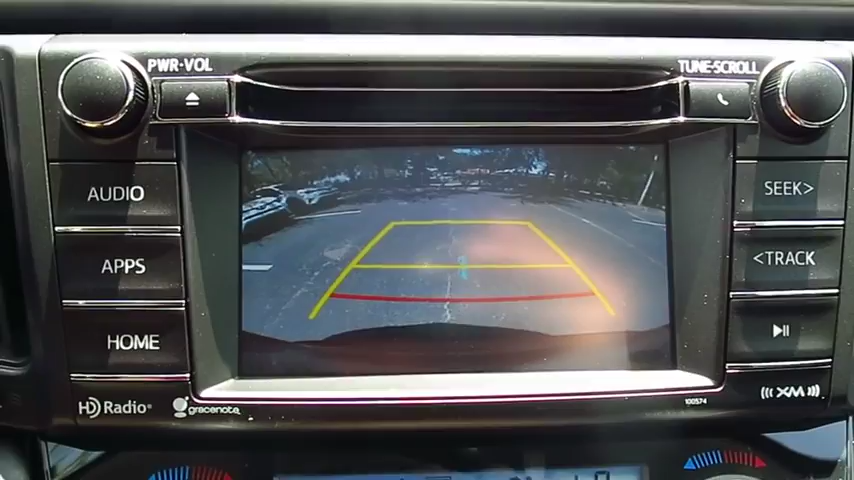 PWR•VOL
TUNE•SCROLL
AUDIO
SEEK>
APPS
<TRACK
HOME
HD Radio
gracenote
100574
XM